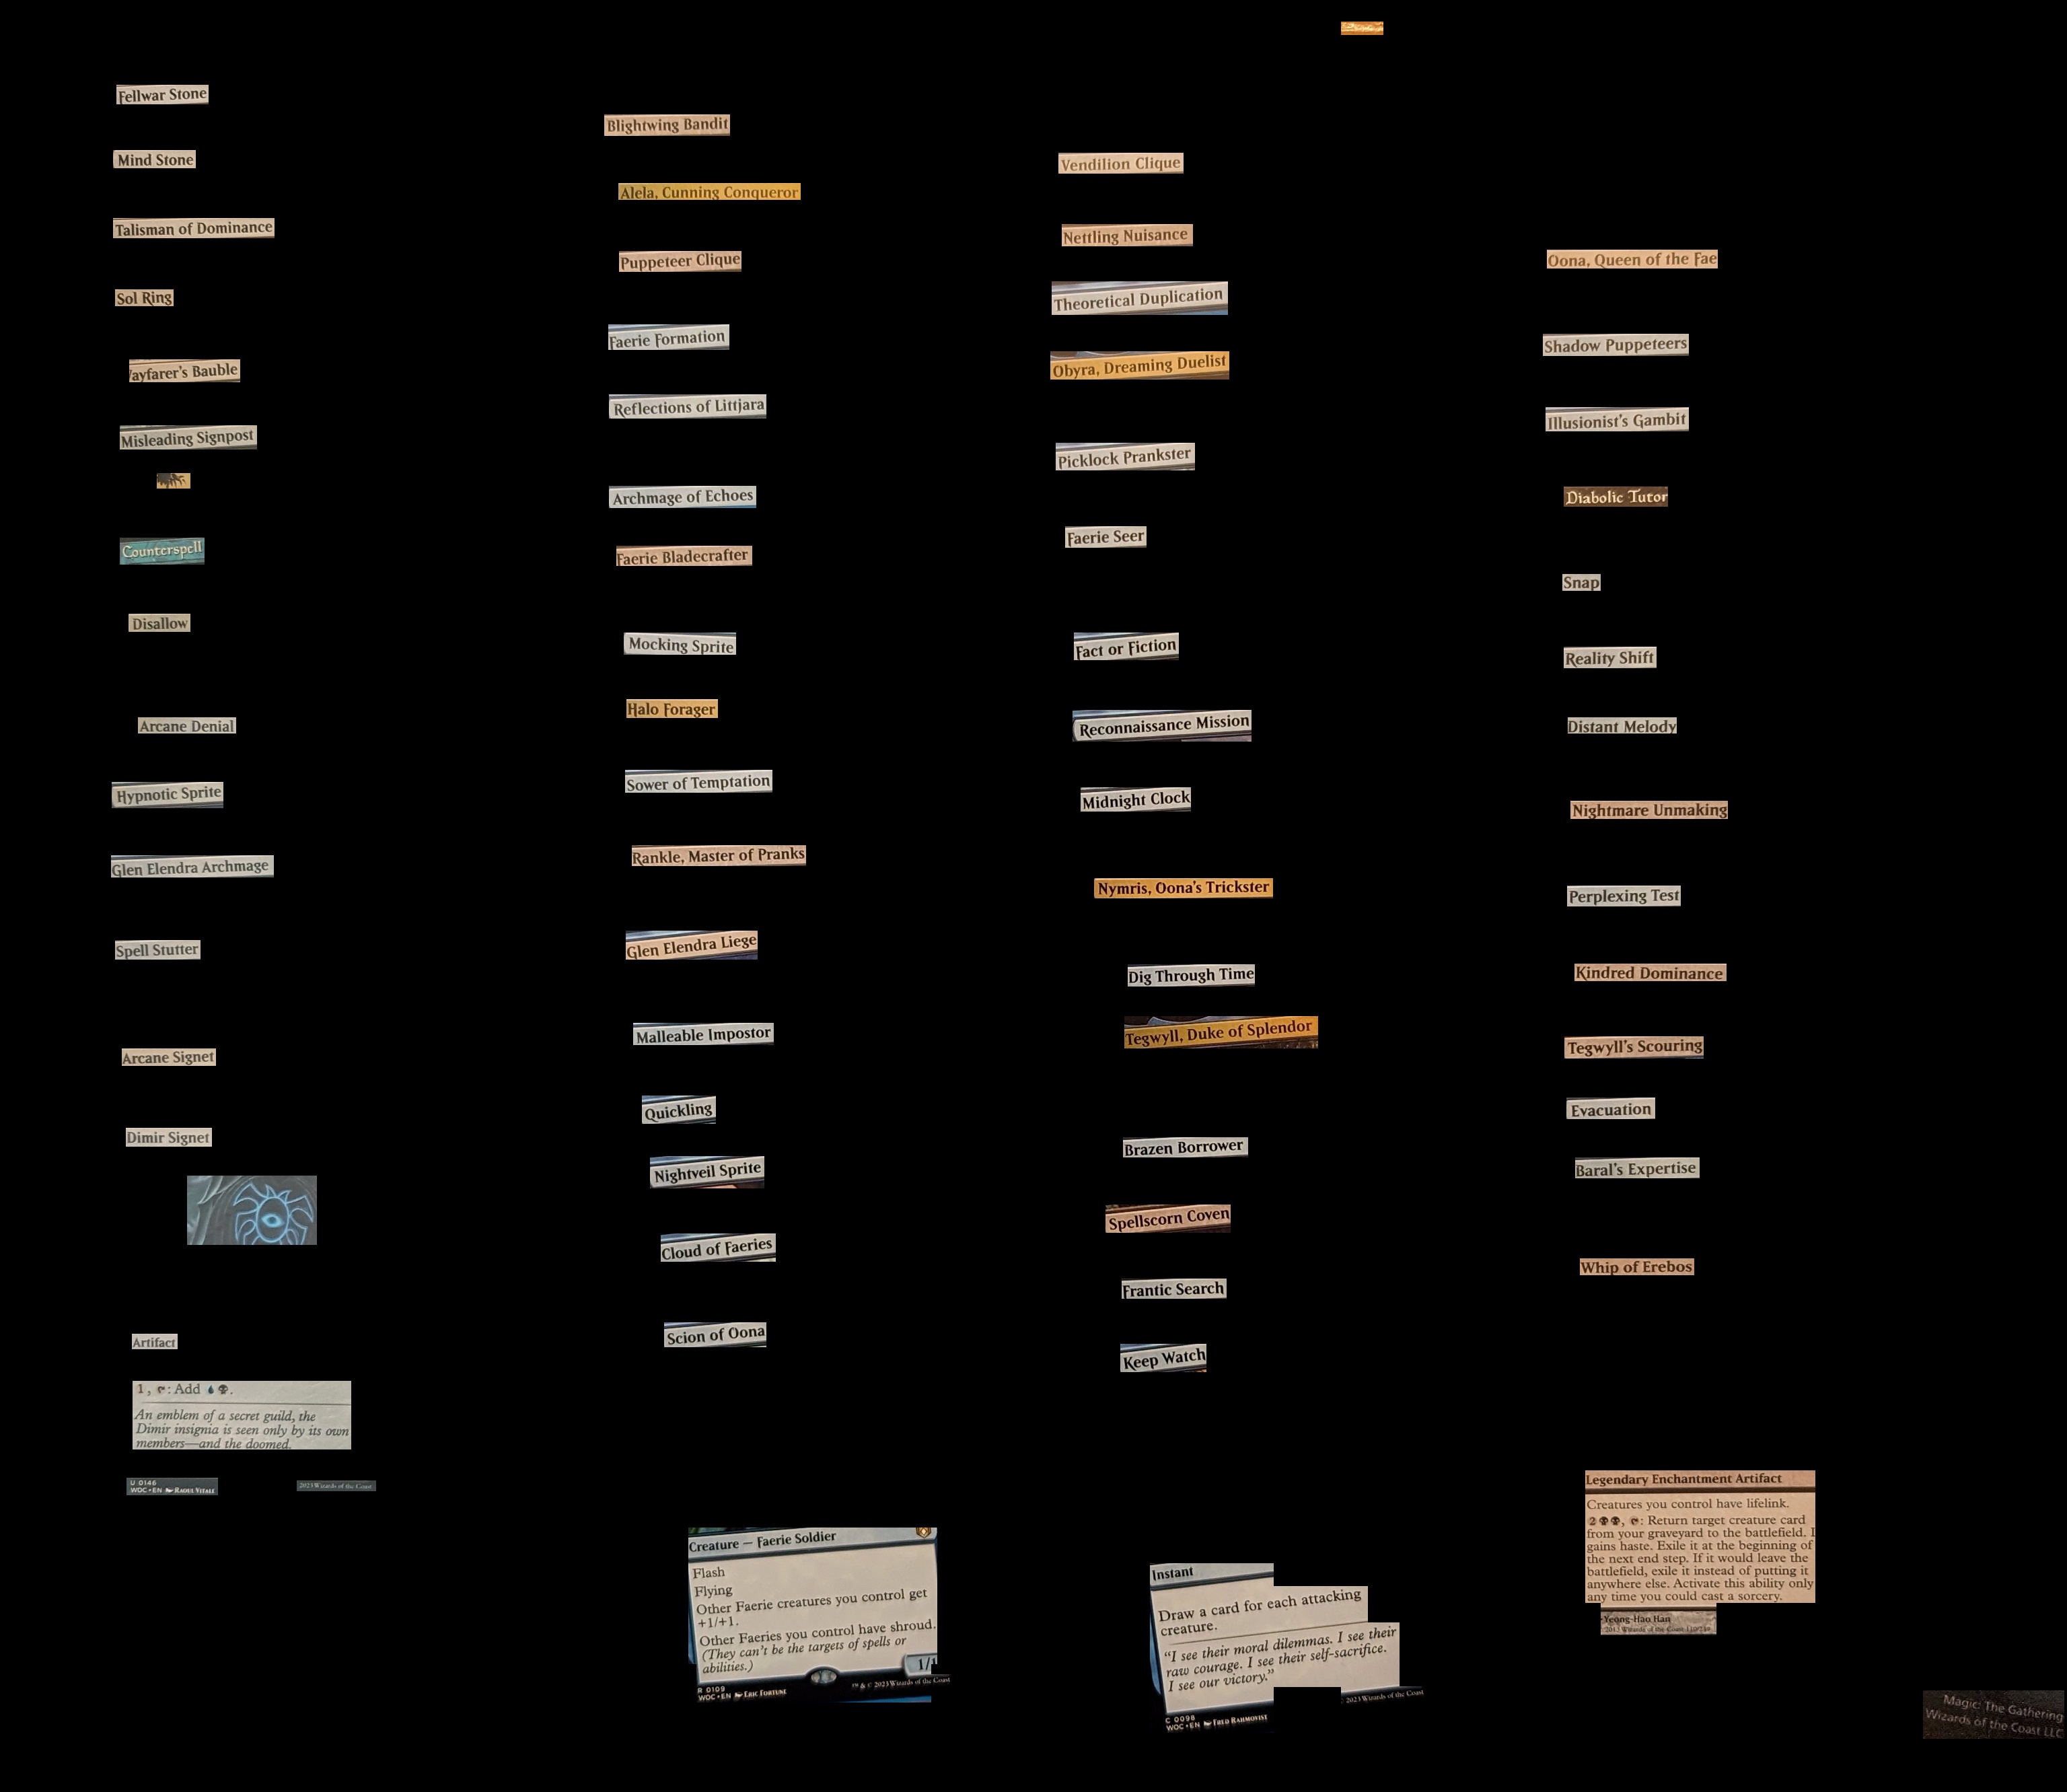 Fellwar Stone
Mind Stone
Talisman of Dominance
Sol Ring
ayfarer's Bauble
Misleading Signpost
Counterspell
Disallow
Arcane Denial
Hypnotic Sprite
Glen Elendra Archmage
Spell Stutter
Arcane Signet
Dimir Signet
Artifact
1, : Add .
An emblem of a secret guild, the
Dimir insignia is seen only by its own
members—and the doomed.
U 0146
WOC • EN Raoul Vitale
2023 Wizards of the Coast
Blightwing Bandit
Alela, Cunning Conqueror
Puppeteer Clique
Faerie Formation
Reflections of Littjara
Archmage of Echoes
Faerie Bladecrafter
Mocking Sprite
Halo Forager
Sower of Temptation
Rankle, Master of Pranks
Glen Elendra Liege
Malleable Impostor
Quickling
Nightveil Sprite
Cloud of Faeries
Scion of Oona
Creature — Faerie Soldier
Flash
Flying
Other Faerie creatures you control get
+1/+1.
Other Faeries you control have shroud.
(They can't be the targets of spells or
abilities.)
1/1
R 0109
WOC • EN Eric Fortune
™ & © 2023 Wizards of the Coast
Vendilion Clique
Nettling Nuisance
Theoretical Duplication
Obyra, Dreaming Duelist
Picklock Prankster
Faerie Seer
Fact or Fiction
Reconnaissance Mission
Midnight Clock
Nymris, Oona's Trickster
Dig Through Time
Tegwyll, Duke of Splendor
Brazen Borrower
Spellscorn Coven
Frantic Search
Keep Watch
Instant
Draw a card for each attacking
creature.
"I see their moral dilemmas. I see their
raw courage. I see their self-sacrifice.
I see our victory."
C 0098
WOC • EN Fred Rahmqvist
2023 Wizards of the Coast
Oona, Queen of the Fae
Shadow Puppeteers
Illusionist's Gambit
Diabolic Tutor
Snap
Reality Shift
Distant Melody
Nightmare Unmaking
Perplexing Test
Kindred Dominance
Tegwyll's Scouring
Evacuation
Baral's Expertise
Whip of Erebos
Legendary Enchantment Artifact
Creatures you control have lifelink.
2, : Return target creature card
from your graveyard to the battlefield. I
gains haste. Exile it at the beginning of
the next end step. If it would leave the
battlefield, exile it instead of putting it
anywhere else. Activate this ability only
any time you could cast a sorcery.
Yeong-Hao Han
2013 Wizards of the Coast 110/249
Magic: The Gathering
Wizards of the Coast LLC